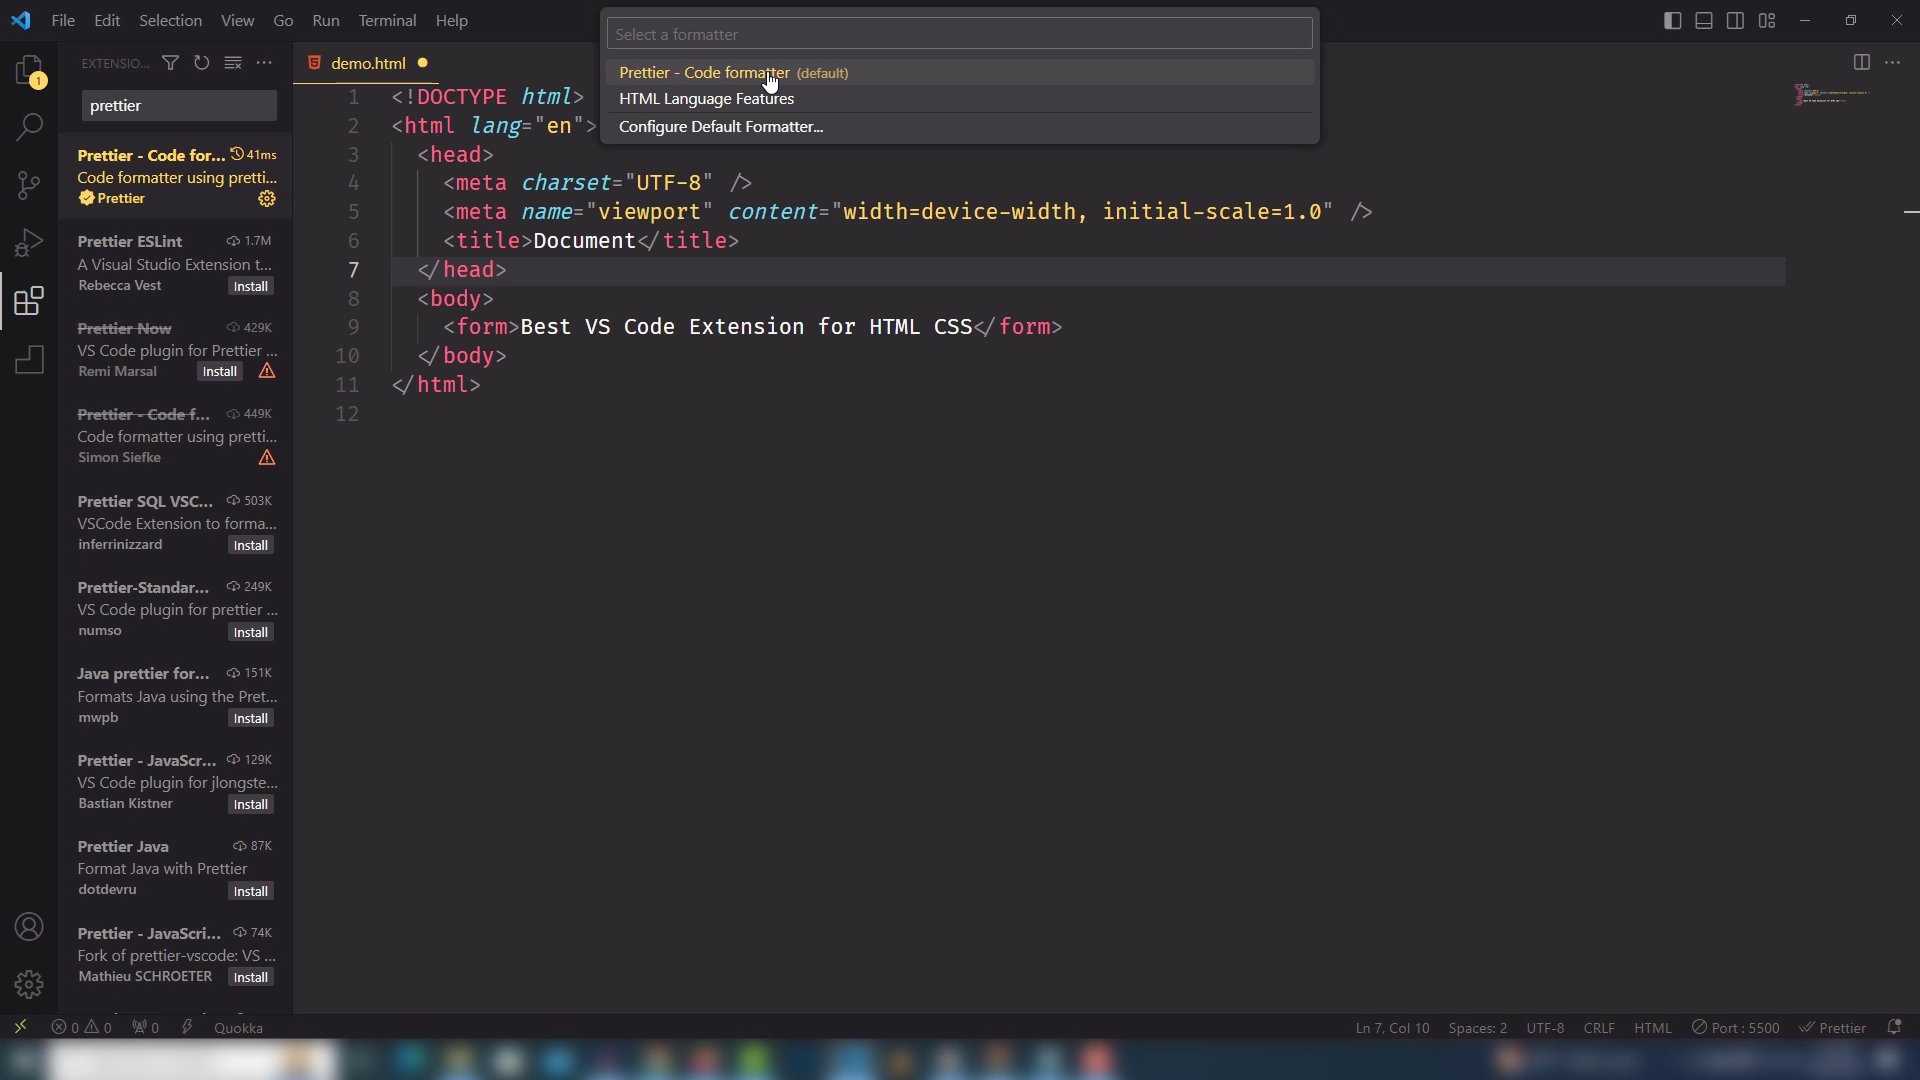 File Edit Selection View Go Run Terminal Help
Select a formatter
Prettier - Code formatter (default)
HTML Language Features
Configure Default Formatter...
EXTENSIO...
prettier
Prettier - Code for... 41ms
Code formatter using pretti...
Prettier
Prettier ESLint 1.7M
A Visual Studio Extension t...
Rebecca Vest Install
Prettier Now 429K
VS Code plugin for Prettier ...
Remi Marsal Install
Prettier - Code f... 449K
Code formatter using pretti...
Simon Siefke
Prettier SQL VSC... 503K
VSCode Extension to forma...
inferrinizzard Install
Prettier-Standar... 249K
VS Code plugin for prettier ...
numso Install
Java prettier for... 151K
Formats Java using the Pret...
mwpb Install
Prettier - JavaScr... 129K
VS Code plugin for jlongste...
Bastian Kistner Install
Prettier Java 87K
Format Java with Prettier
dotdevru Install
Prettier - JavaScri... 74K
Fork of prettier-vscode: VS ...
Mathieu SCHROETER Install
1
demo.html
1 <!DOCTYPE html>
2 <html lang="en">
3 <head>
4 <meta charset="UTF-8" />
5 <meta name="viewport" content="width=device-width, initial-scale=1.0" />
6 <title>Document</title>
7 </head>
8 <body>
9 <form>Best VS Code Extension for HTML CSS</form>
10 </body>
11 </html>
12
0 0 0 Quokka Ln 7, Col 10 Spaces: 2 UTF-8 CRLF HTML Port : 5500 Prettier